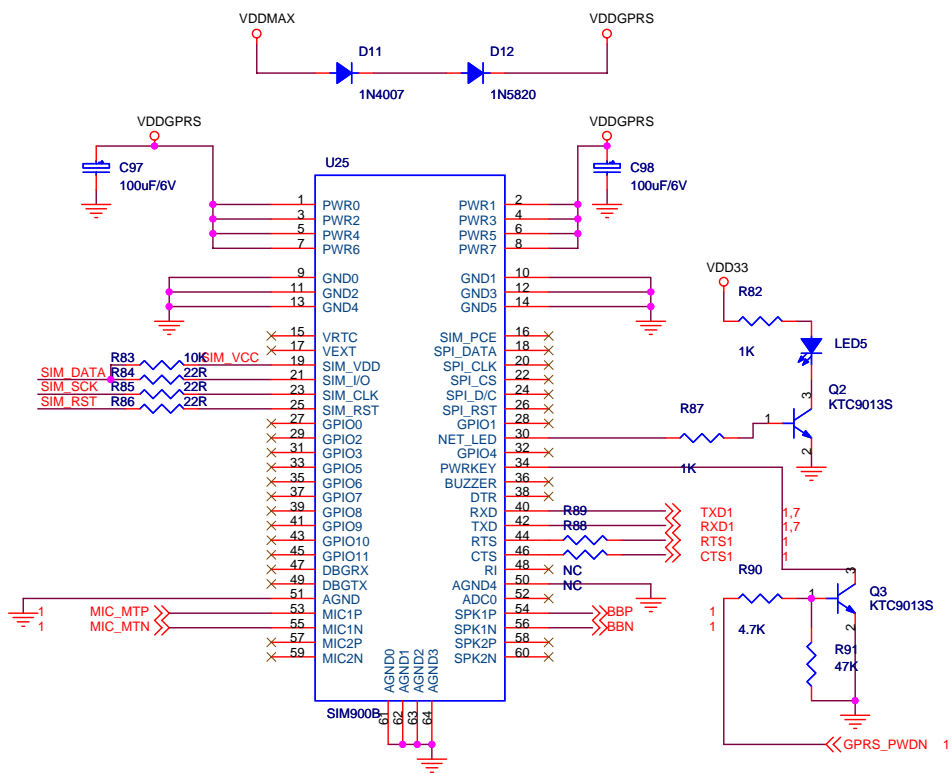 VDDMAX
VDDGPRS
D11
D12
1N4007
1N5820
VDDGPRS
VDDGPRS
C97
100uF/6V
U25
C98
100uF/6V
1 PWR0
PWR1 2
3 PWR2
PWR3 4
5 PWR4
PWR5 6
7 PWR6
PWR7 8
9 GND0
GND1 10
11 GND2
GND3 12
13 GND4
GND5 14
VDD33
R82
1K
LED5
15 VRTC
SIM_PCE 16
17 VEXT
SPI_DATA 18
R83 10K SIM_VCC 19 SIM_VDD
SPI_CLK 20
SIM_DATA R84 22R 21 SIM_I/O
SPI_CS 22
SIM_SCK R85 22R 23 SIM_CLK
SPI_D/C 24
SIM_RST R86 22R 25 SIM_RST
SPI_RST 26
27 GPIO0
GPIO1 28
29 GPIO2
NET_LED 30
31 GPIO3
GPIO4 32
33 GPIO5
PWRKEY 34
35 GPIO6
BUZZER 36
37 GPIO7
DTR 38
39 GPIO8
RXD 40
41 GPIO9
TXD 42
43 GPIO10
RTS 44
45 GPIO11
CTS 46
47 DBGRX
RI 48
49 DBGTX
AGND4 50
51 AGND
ADC0 52
53 MIC1P
SPK1P 54
55 MIC1N
SPK1N 56
57 MIC2P
SPK2P 58
59 MIC2N
SPK2N 60
R87
1K
Q2
KTC9013S
3
1
2
R89
R88
NC
NC
TXD1 1,7
RXD1 1,7
RTS1 1
CTS1 1
R90
4.7K
Q3
KTC9013S
3
1
2
R91
47K
1 MIC_MTP
1 MIC_MTN
BBP 1
BBN 1
AGND0
AGND1
AGND2
AGND3
61
62
63
64
SIM900B
GPRS_PWDN 1